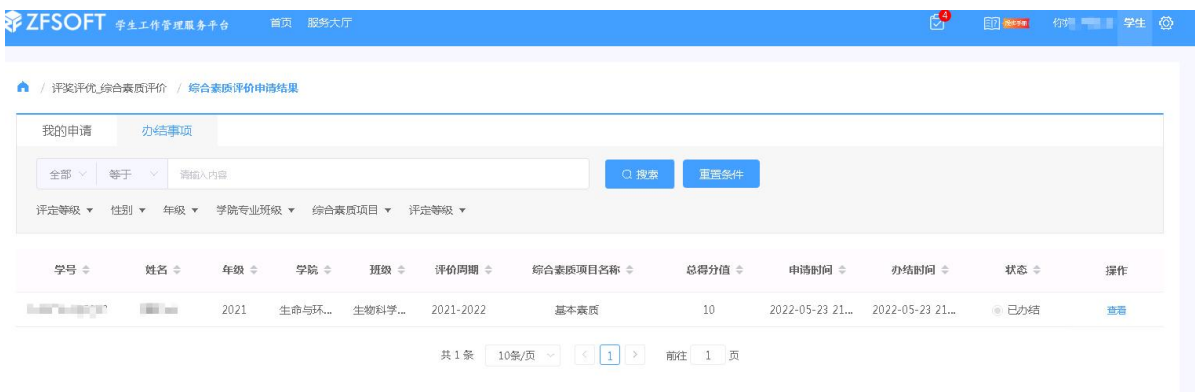 ZFSOFT 学生工作管理服务平台 首页 服务大厅 4 学生
/ 评奖评优_综合素质评价 / 综合素质评价申请结果
我的申请 办结事项
全部 等于 请输入内容 搜索 重置条件
评定等级 性别 年级 学院专业班级 综合素质项目 评定等级
学号 姓名 年级 学院 班级 评价周期 综合素质项目名称 总得分值 申请时间 办结时间 状态 操作
2021 生命与环... 生物科学... 2021-2022 基本素质 10 2022-05-23 21... 2022-05-23 21... 已办结 查看
共 1 条 10条/页 < 1 > 前往 1 页